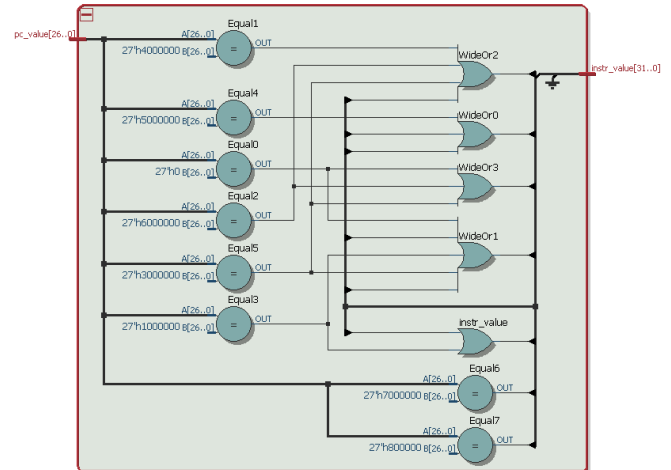 pc_value[26..0]
Equal1
A[26..0]
27'h4000000 B[26..0]
OUT
WideOr2
instr_value[31..0]
Equal4
A[26..0]
27'h5000000 B[26..0]
OUT
WideOr0
Equal0
A[26..0]
27'h0 B[26..0]
OUT
WideOr3
Equal2
A[26..0]
27'h6000000 B[26..0]
OUT
WideOr1
Equal5
A[26..0]
27'h3000000 B[26..0]
OUT
Equal3
A[26..0]
27'h1000000 B[26..0]
OUT
instr_value
Equal6
A[26..0]
27'h7000000 B[26..0]
OUT
Equal7
A[26..0]
27'h800000 B[26..0]
OUT